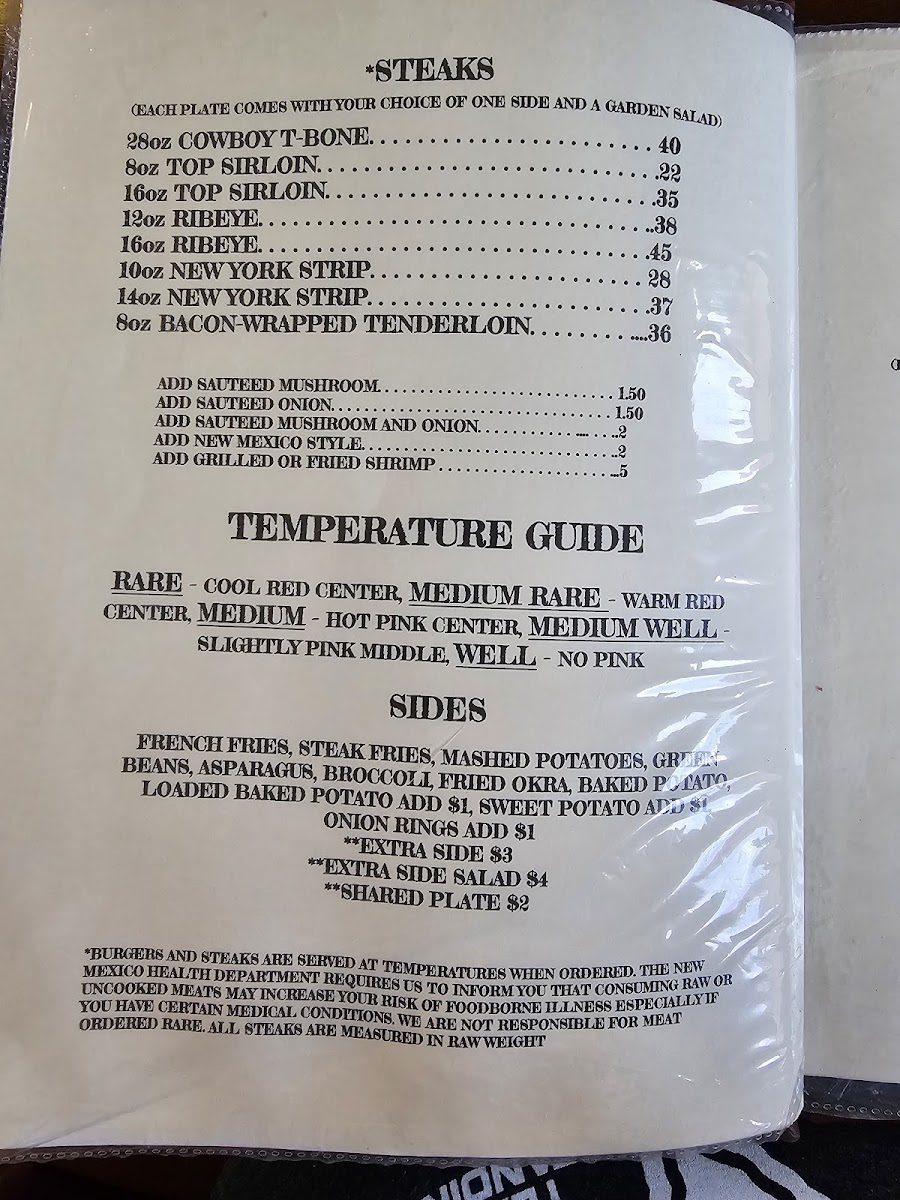 *STEAKS
(EACH PLATE COMES WITH YOUR CHOICE OF ONE SIDE AND A GARDEN SALAD)
28oz COWBOY T-BONE........................ 40
8oz TOP SIRLOIN..............................22
16oz TOP SIRLOIN.............................35
12oz RIBEYE...................................38
16oz RIBEYE...................................45
10oz NEW YORK STRIP........................ 28
14oz NEW YORK STRIP.........................37
8oz BACON-WRAPPED TENDERLOIN............36
ADD SAUTEED MUSHROOM......................... 1.50
ADD SAUTEED ONION.............................. 1.50
ADD SAUTEED MUSHROOM AND ONION.................2
ADD NEW MEXICO STYLE...........................2
ADD GRILLED OR FRIED SHRIMP .....................5
TEMPERATURE GUIDE
RARE - COOL RED CENTER, MEDIUM RARE - WARM RED
CENTER, MEDIUM - HOT PINK CENTER, MEDIUM WELL -
SLIGHTLY PINK MIDDLE, WELL - NO PINK
SIDES
FRENCH FRIES, STEAK FRIES, MASHED POTATOES, GREEN
BEANS, ASPARAGUS, BROCCOLI, FRIED OKRA, BAKED POTATO,
LOADED BAKED POTATO ADD $1, SWEET POTATO ADD $1,
ONION RINGS ADD $1
**EXTRA SIDE $3
**EXTRA SIDE SALAD $4
**SHARED PLATE $2
*BURGERS AND STEAKS ARE SERVED AT TEMPERATURES WHEN ORDERED. THE NEW
MEXICO HEALTH DEPARTMENT REQUIRES US TO INFORM YOU THAT CONSUMING RAW OR
UNCOOKED MEATS MAY INCREASE YOUR RISK OF FOODBORNE ILLNESS ESPECIALLY IF
YOU HAVE CERTAIN MEDICAL CONDITIONS. WE ARE NOT RESPONSIBLE FOR MEAT
ORDERED RARE. ALL STEAKS ARE MEASURED IN RAW WEIGHT